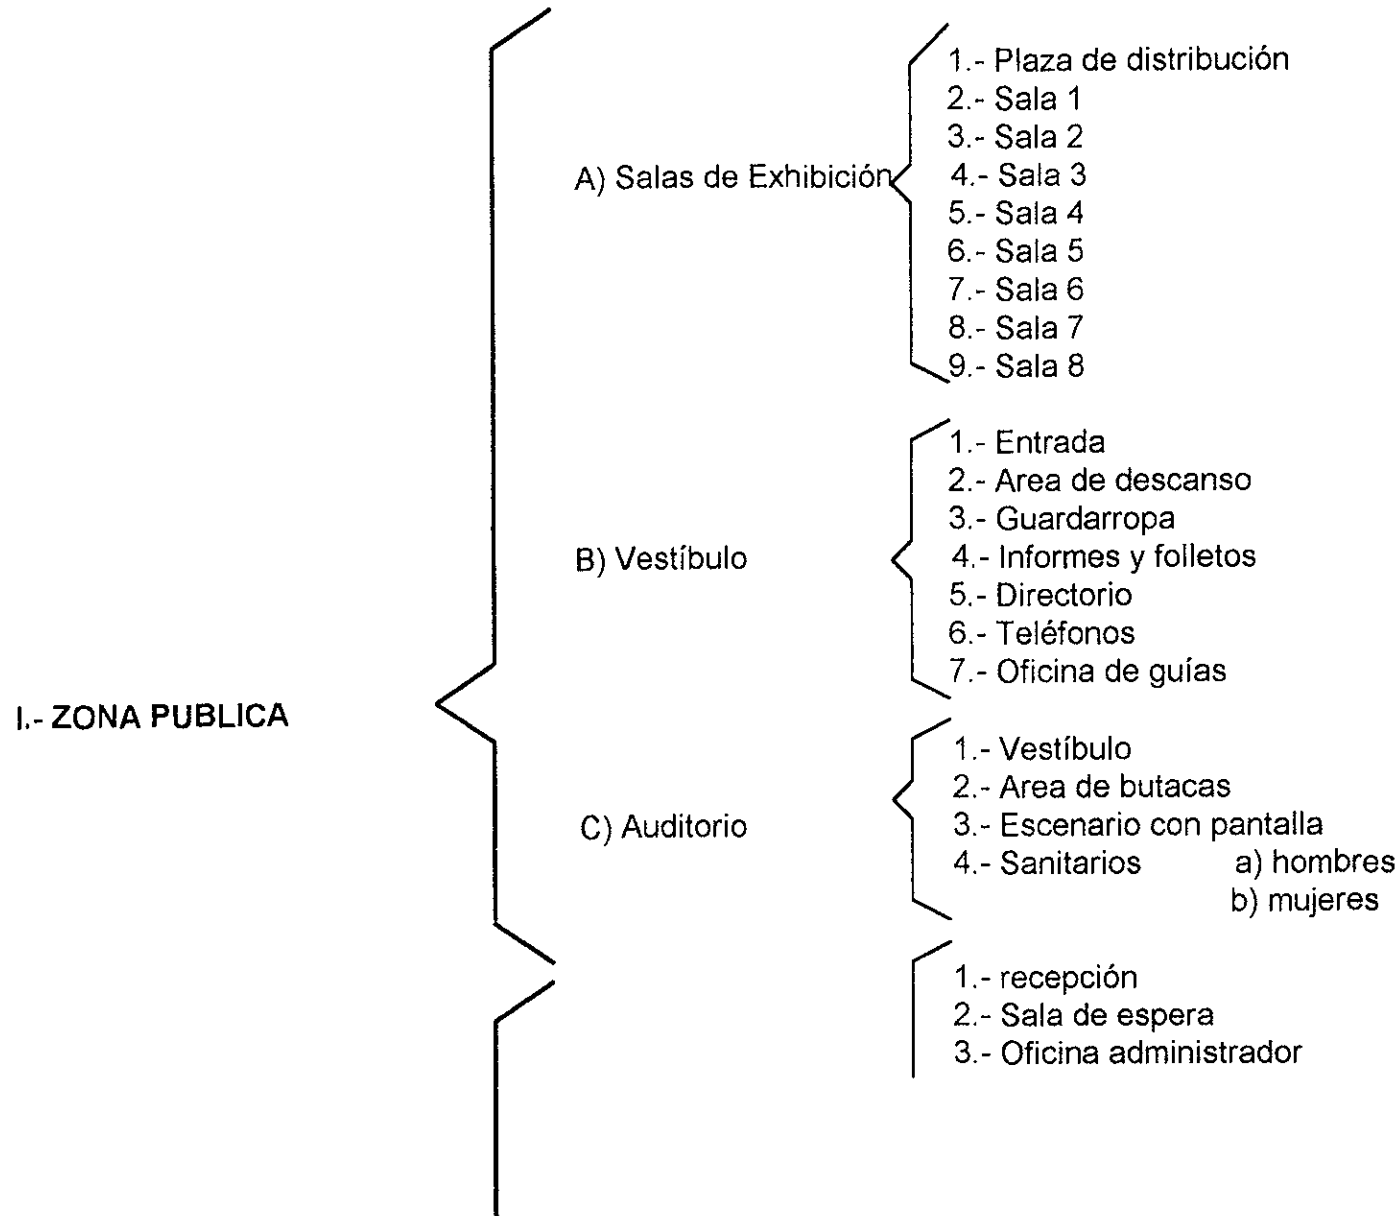 I.- ZONA PUBLICA
A) Salas de Exhibición
1.- Plaza de distribución
2.- Sala 1
3.- Sala 2
4.- Sala 3
5.- Sala 4
6.- Sala 5
7.- Sala 6
8.- Sala 7
9.- Sala 8
B) Vestíbulo
1.- Entrada
2.- Area de descanso
3.- Guardarropa
4.- Informes y folletos
5.- Directorio
6.- Teléfonos
7.- Oficina de guías
C) Auditorio
1.- Vestíbulo
2.- Area de butacas
3.- Escenario con pantalla
4.- Sanitarios a) hombres
b) mujeres
1.- recepción
2.- Sala de espera
3.- Oficina administrador